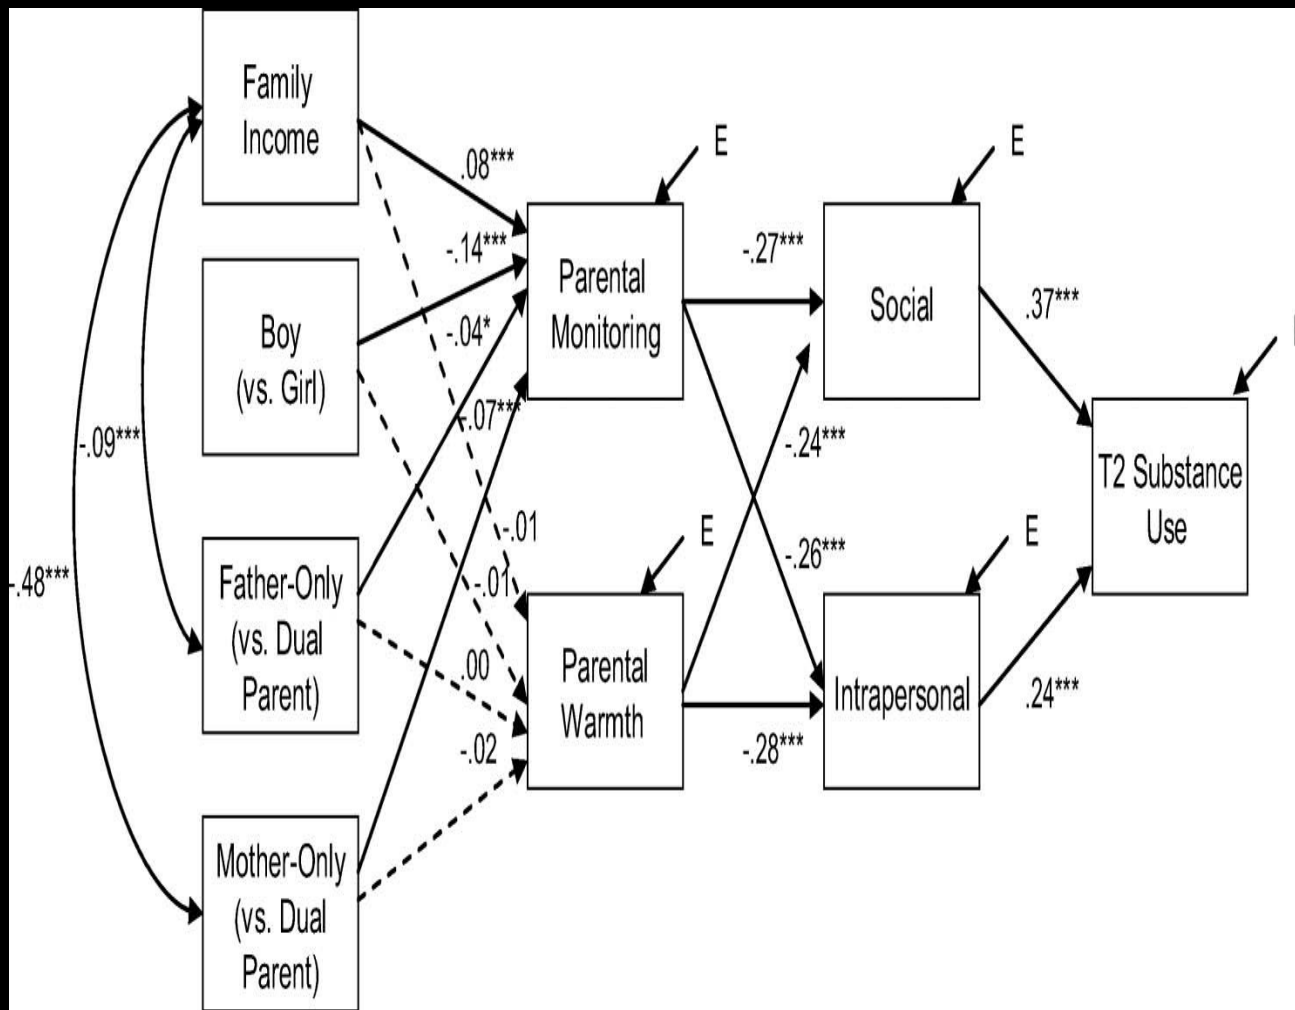 Family
Income
Boy
(vs. Girl)
Father-Only
(vs. Dual
Parent)
Mother-Only
(vs. Dual
Parent)
-.09***
-.48***
.08***
-.14***
-.04*
-.07***
-.01
-.01
.00
-.02
E
Parental
Monitoring
E
Parental
Warmth
-.27***
-.24***
-.26***
-.28***
E
Social
E
Intrapersonal
.37***
.24***
T2 Substance
Use